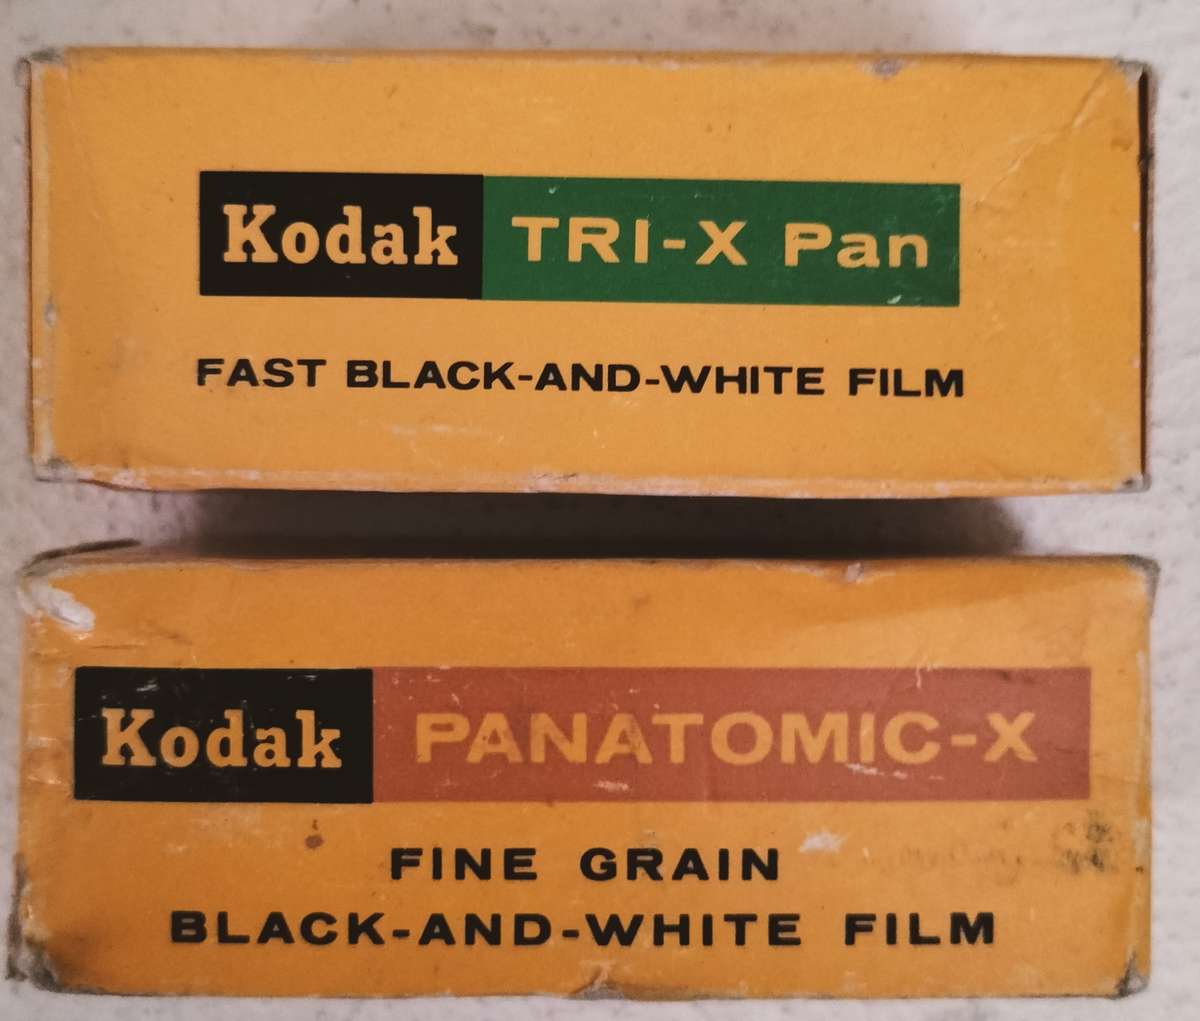 Kodak TRI-X Pan
FAST BLACK-AND-WHITE FILM
Kodak PANATOMIC-X
FINE GRAIN
BLACK-AND-WHITE FILM